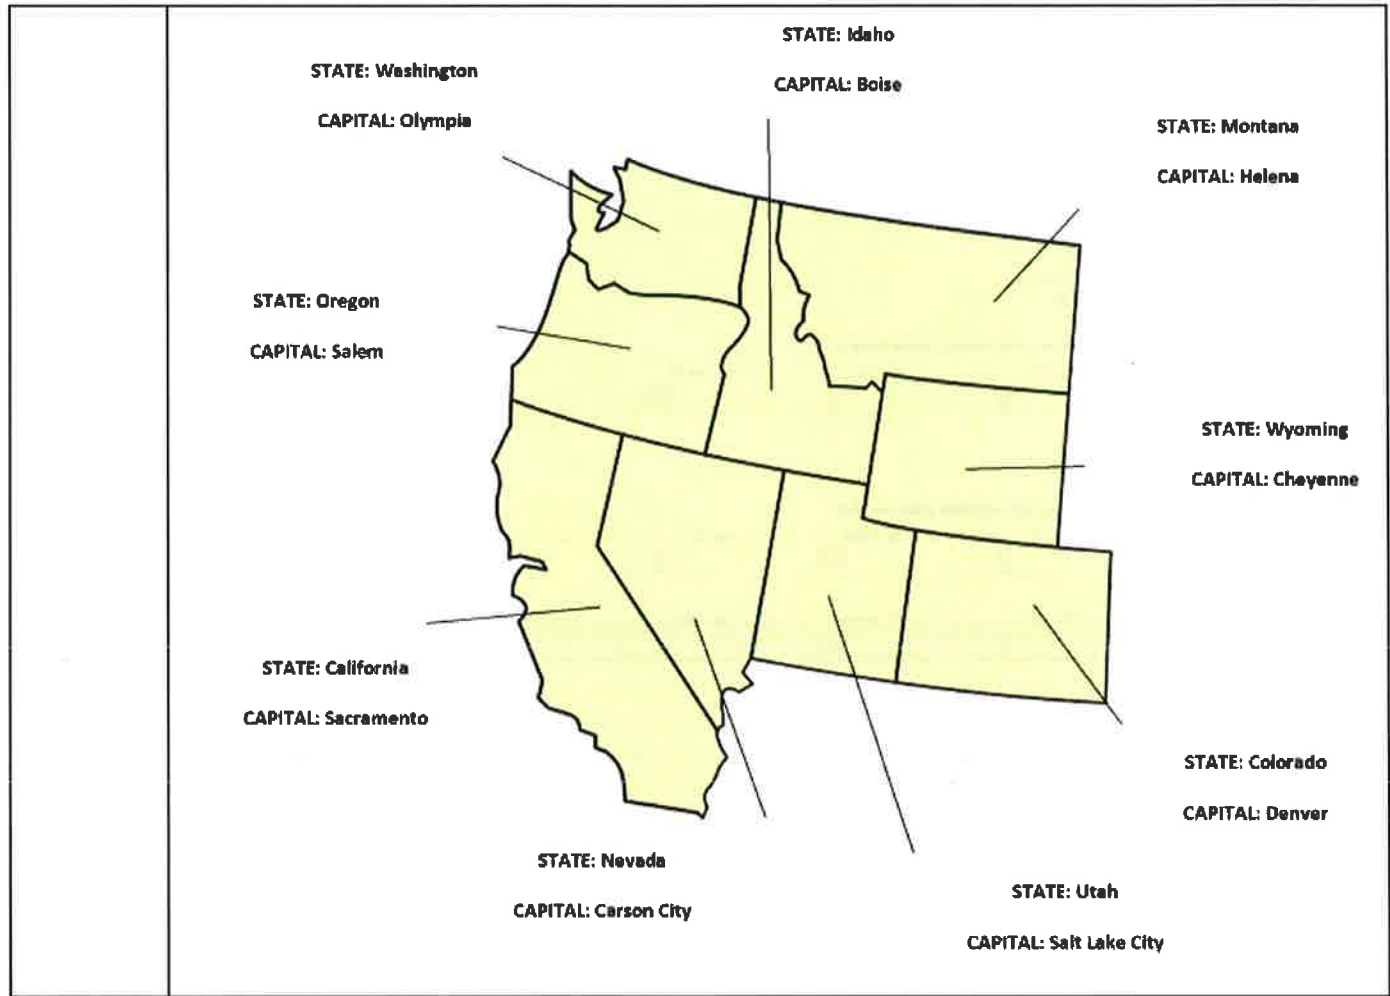 STATE: Idaho
CAPITAL: Boise
STATE: Washington
CAPITAL: Olympia
STATE: Montana
CAPITAL: Helena
STATE: Oregon
CAPITAL: Salem
STATE: Wyoming
CAPITAL: Cheyenne
STATE: California
CAPITAL: Sacramento
STATE: Colorado
CAPITAL: Denver
STATE: Nevada
CAPITAL: Carson City
STATE: Utah
CAPITAL: Salt Lake City